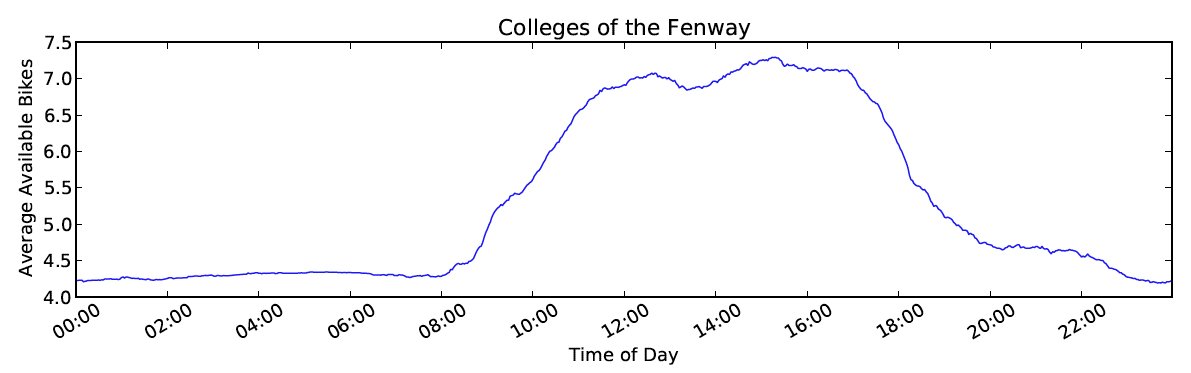 Colleges of the Fenway
Average Available Bikes
7.5
7.0
6.5
6.0
5.5
5.0
4.5
4.0
00:00 02:00 04:00 06:00 08:00 10:00 12:00 14:00 16:00 18:00 20:00 22:00
Time of Day